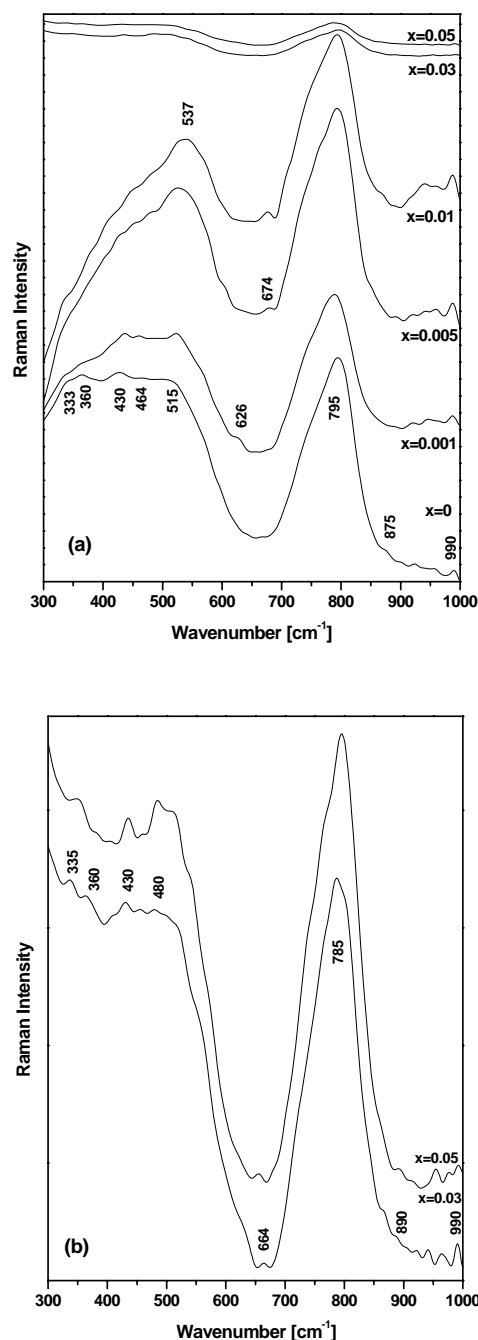 x=0.05
x=0.03
537
x=0.01
Raman Intensity
674
x=0.005
333 360 430 464 515 626 795 x=0.001
x=0
875
990
(a)
300 400 500 600 700 800 900 1000
Wavenumber [cm-1]
335 360 430 480
785
Raman Intensity
x=0.05
x=0.03
664 890 990
(b)
300 400 500 600 700 800 900 1000
Wavenumber [cm-1]